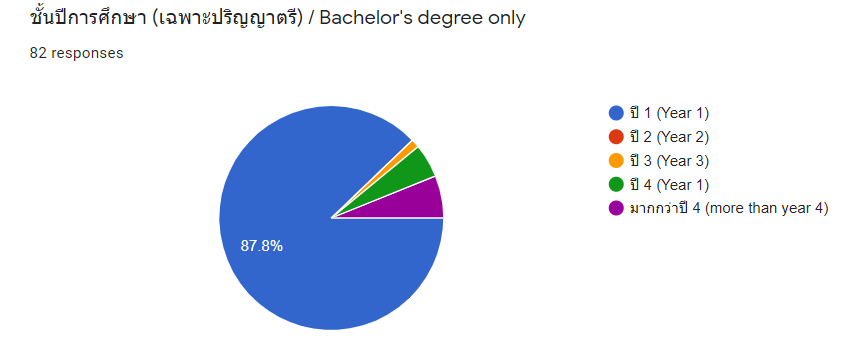 ชั้นปีการศึกษา (เฉพาะปริญญาตรี) / Bachelor's degree only
82 responses
87.8%
ปี 1 (Year 1)
ปี 2 (Year 2)
ปี 3 (Year 3)
ปี 4 (Year 1)
มากกว่าปี 4 (more than year 4)